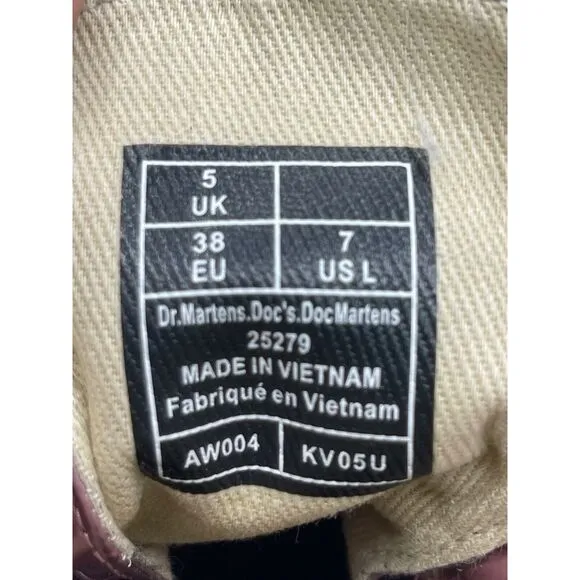 5
UK
38
EU
7
US L
Dr.Martens.Doc's.DocMartens
25279
MADE IN VIETNAM
Fabriqué en Vietnam
AW004
KV05U